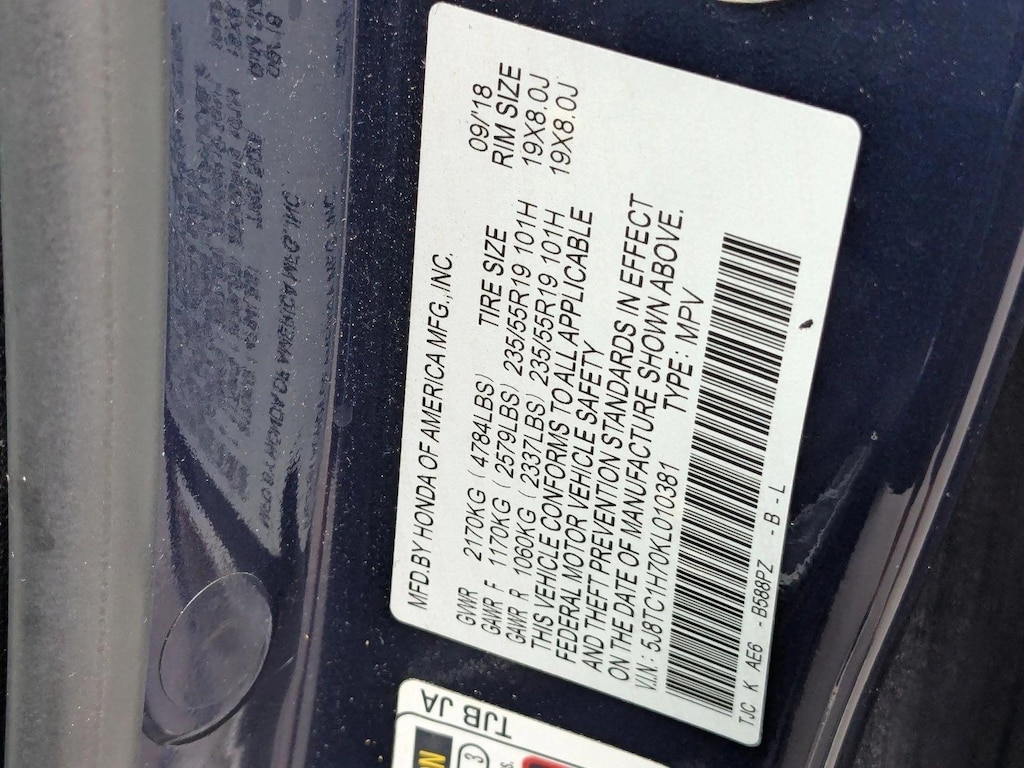 MFD.BY HONDA OF AMERICA MFG.,INC. 09/'18
GVWR 2170KG ( 4784LBS) TIRE SIZE RIM SIZE
GAWR F 1170KG ( 2579LBS) 235/55R19 101H 19X8.0J
GAWR R 1060KG ( 2337LBS) 235/55R19 101H 19X8.0J
THIS VEHICLE CONFORMS TO ALL APPLICABLE
FEDERAL MOTOR VEHICLE SAFETY
AND THEFT PREVENTION STANDARDS IN EFFECT
ON THE DATE OF MANUFACTURE SHOWN ABOVE.
V.I.N: 5J8TC1H70KL010381 TYPE: MPV
TJC K AE6 -B588PZ -B-L
TJB JA
3